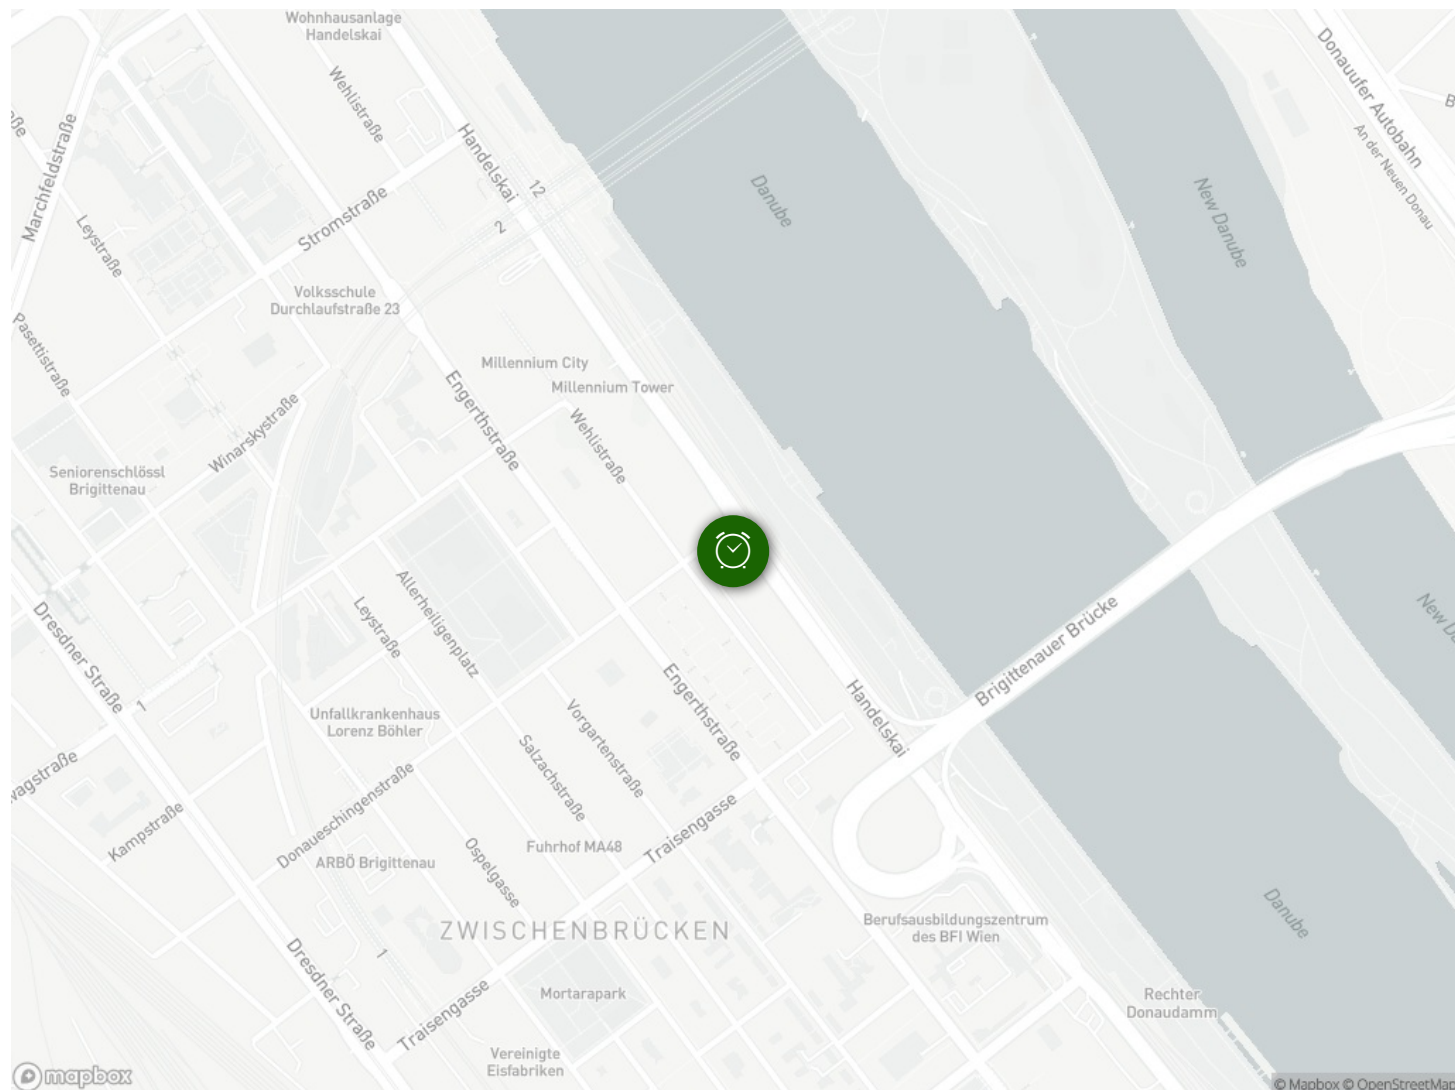 Wohnhausanlage
Handelskai
Wehlistraße
Donauufer Autobahn
An der Neuen Donau
Marchfeldstraße
Handelskai
12
2
Danube
New Danube
Leystraße
Stromstraße
Volksschule
Durchlaufstraße 23
Pasettistraße
Millennium City
Millennium Tower
Engerthstraße
Wehlistraße
Winarskystraße
Seniorenschlössl
Brigittenau
Dresdner Straße
1
Allerheiligenplatz
Leystraße
Brigittenauer Brücke
Engerthstraße
Handelskai
Unfallkrankenhaus
Lorenz Böhler
Vorgartenstraße
Salzachstraße
Kampstraße
Donaueschingenstraße
Traisengasse
Fuhrhof MA48
ARBÖ Brigittenau
Ospelgasse
ZWISCHENBRÜCKEN
Berufsausbildungszentrum
des BFI Wien
Danube
1
Dresdner Straße
Traisengasse
Mortarapark
Rechter
Donaudamm
Vereinigte
Eisfabriken
mapbox
© Mapbox © OpenStreetMap